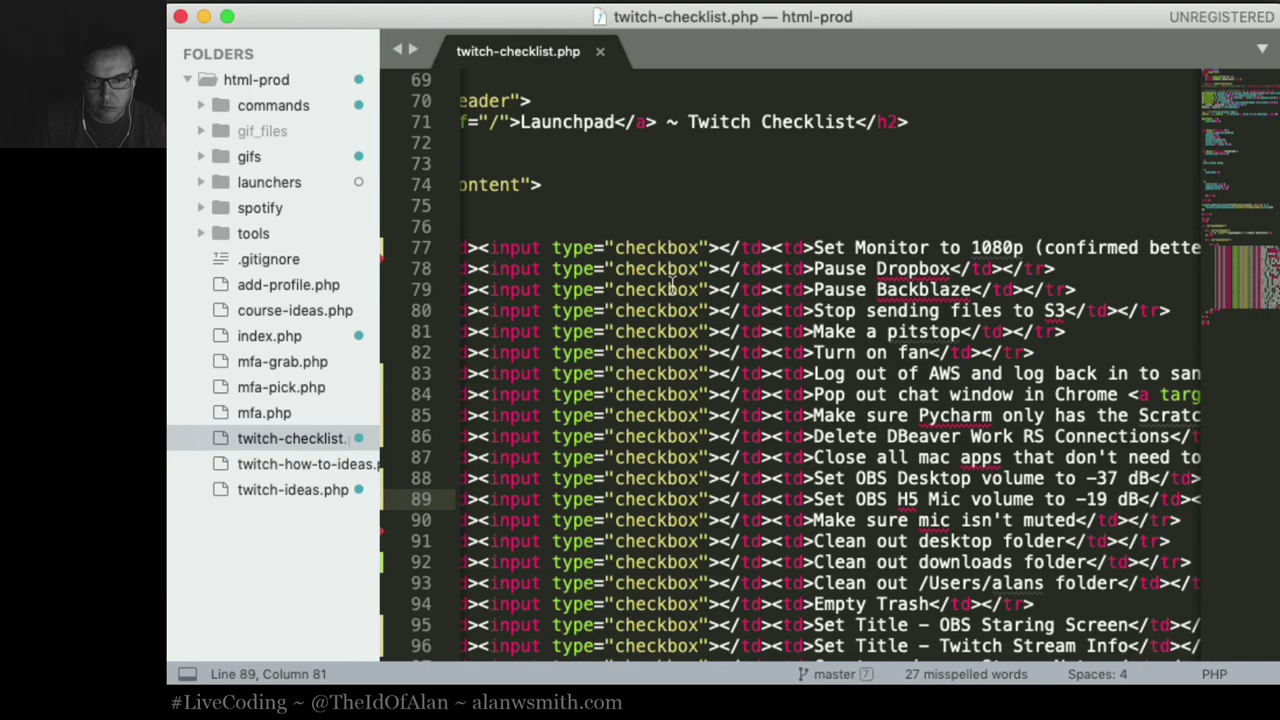 twitch-checklist.php — html-prod
UNREGISTERED
FOLDERS
html-prod
commands
gif_files
gifs
launchers
spotify
tools
.gitignore
add-profile.php
course-ideas.php
index.php
mfa-grab.php
mfa-pick.php
mfa.php
twitch-checklist.
twitch-how-to-ideas.p
twitch-ideas.php
twitch-checklist.php
69
70 eader">
71 f="/">Launchpad</a> ~ Twitch Checklist</h2>
72
73
74 ontent">
75
76
77 d><input type="checkbox"></td><td>Set Monitor to 1080p (confirmed bette
78 d><input type="checkbox"></td><td>Pause Dropbox</td></tr>
79 d><input type="checkbox"></td><td>Pause Backblaze</td></tr>
80 d><input type="checkbox"></td><td>Stop sending files to S3</td></tr>
81 d><input type="checkbox"></td><td>Make a pitstop</td></tr>
82 d><input type="checkbox"></td><td>Turn on fan</td></tr>
83 d><input type="checkbox"></td><td>Log out of AWS and log back in to san
84 d><input type="checkbox"></td><td>Pop out chat window in Chrome <a targ
85 d><input type="checkbox"></td><td>Make sure Pycharm only has the Scratc
86 d><input type="checkbox"></td><td>Delete DBeaver Work RS Connections</t
87 d><input type="checkbox"></td><td>Close all mac apps that don't need to
88 d><input type="checkbox"></td><td>Set OBS Desktop volume to -37 dB</td>
89 d><input type="checkbox"></td><td>Set OBS H5 Mic volume to -19 dB</td><
90 d><input type="checkbox"></td><td>Make sure mic isn't muted</td></tr>
91 d><input type="checkbox"></td><td>Clean out desktop folder</td></tr>
92 d><input type="checkbox"></td><td>Clean out downloads folder</td></tr>
93 d><input type="checkbox"></td><td>Clean out /Users/alans folder</td></t
94 d><input type="checkbox"></td><td>Empty Trash</td></tr>
95 d><input type="checkbox"></td><td>Set Title - OBS Staring Screen</td></
96 d><input type="checkbox"></td><td>Set Title - Twitch Stream Info</td></
Line 89, Column 81
master 7
27 misspelled words
Spaces: 4
PHP
#LiveCoding ~ @TheIdOfAlan ~ alanwsmith.com